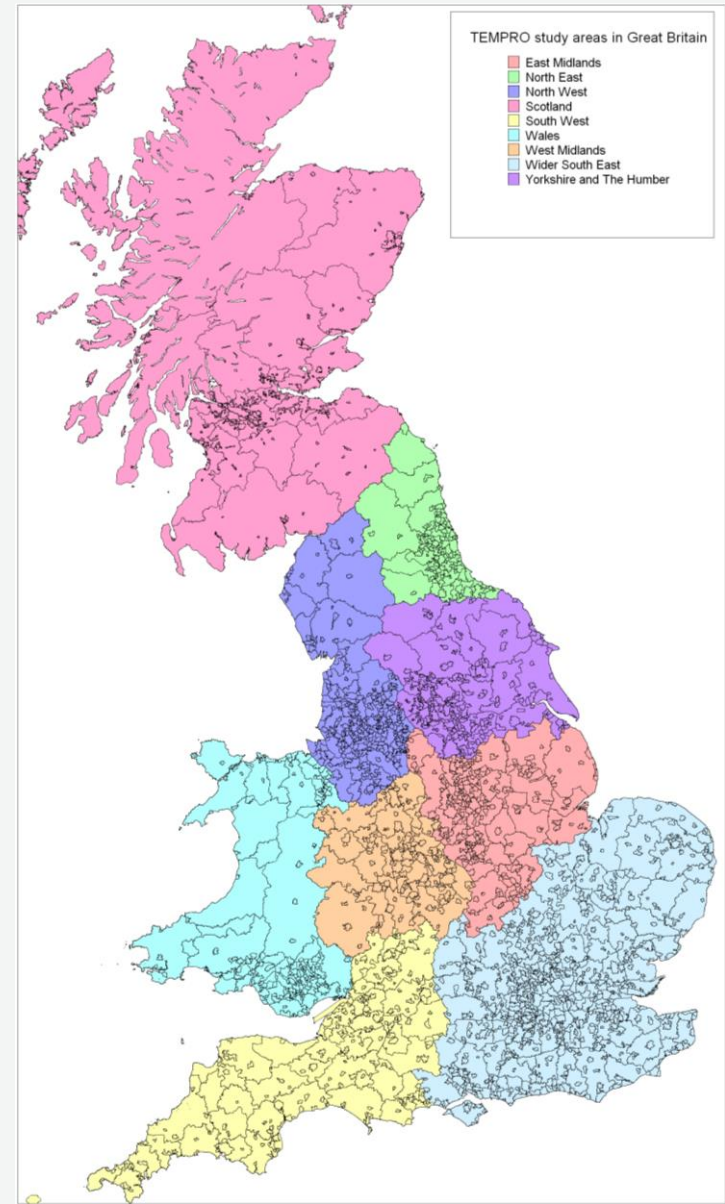 TEMPRO study areas in Great Britain
East Midlands
North East
North West
Scotland
South West
Wales
West Midlands
Wider South East
Yorkshire and The Humber